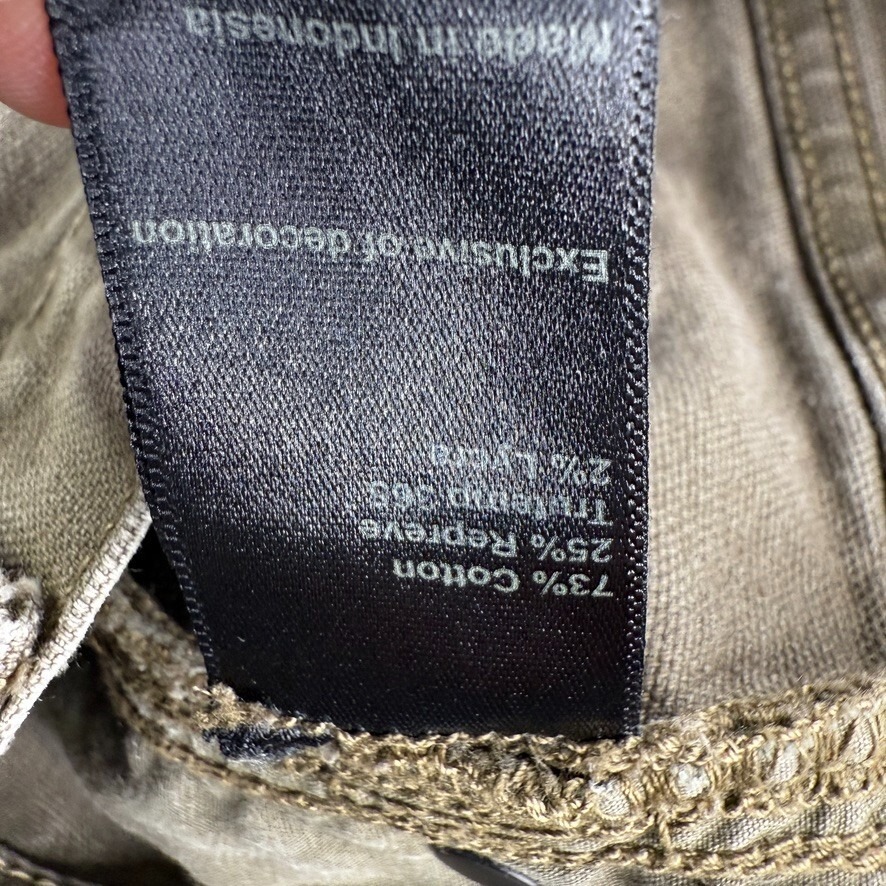 73% Cotton
25% Repreve
Trutemp 365
2% Lycra
Exclusive of decoration
Made in Indonesia